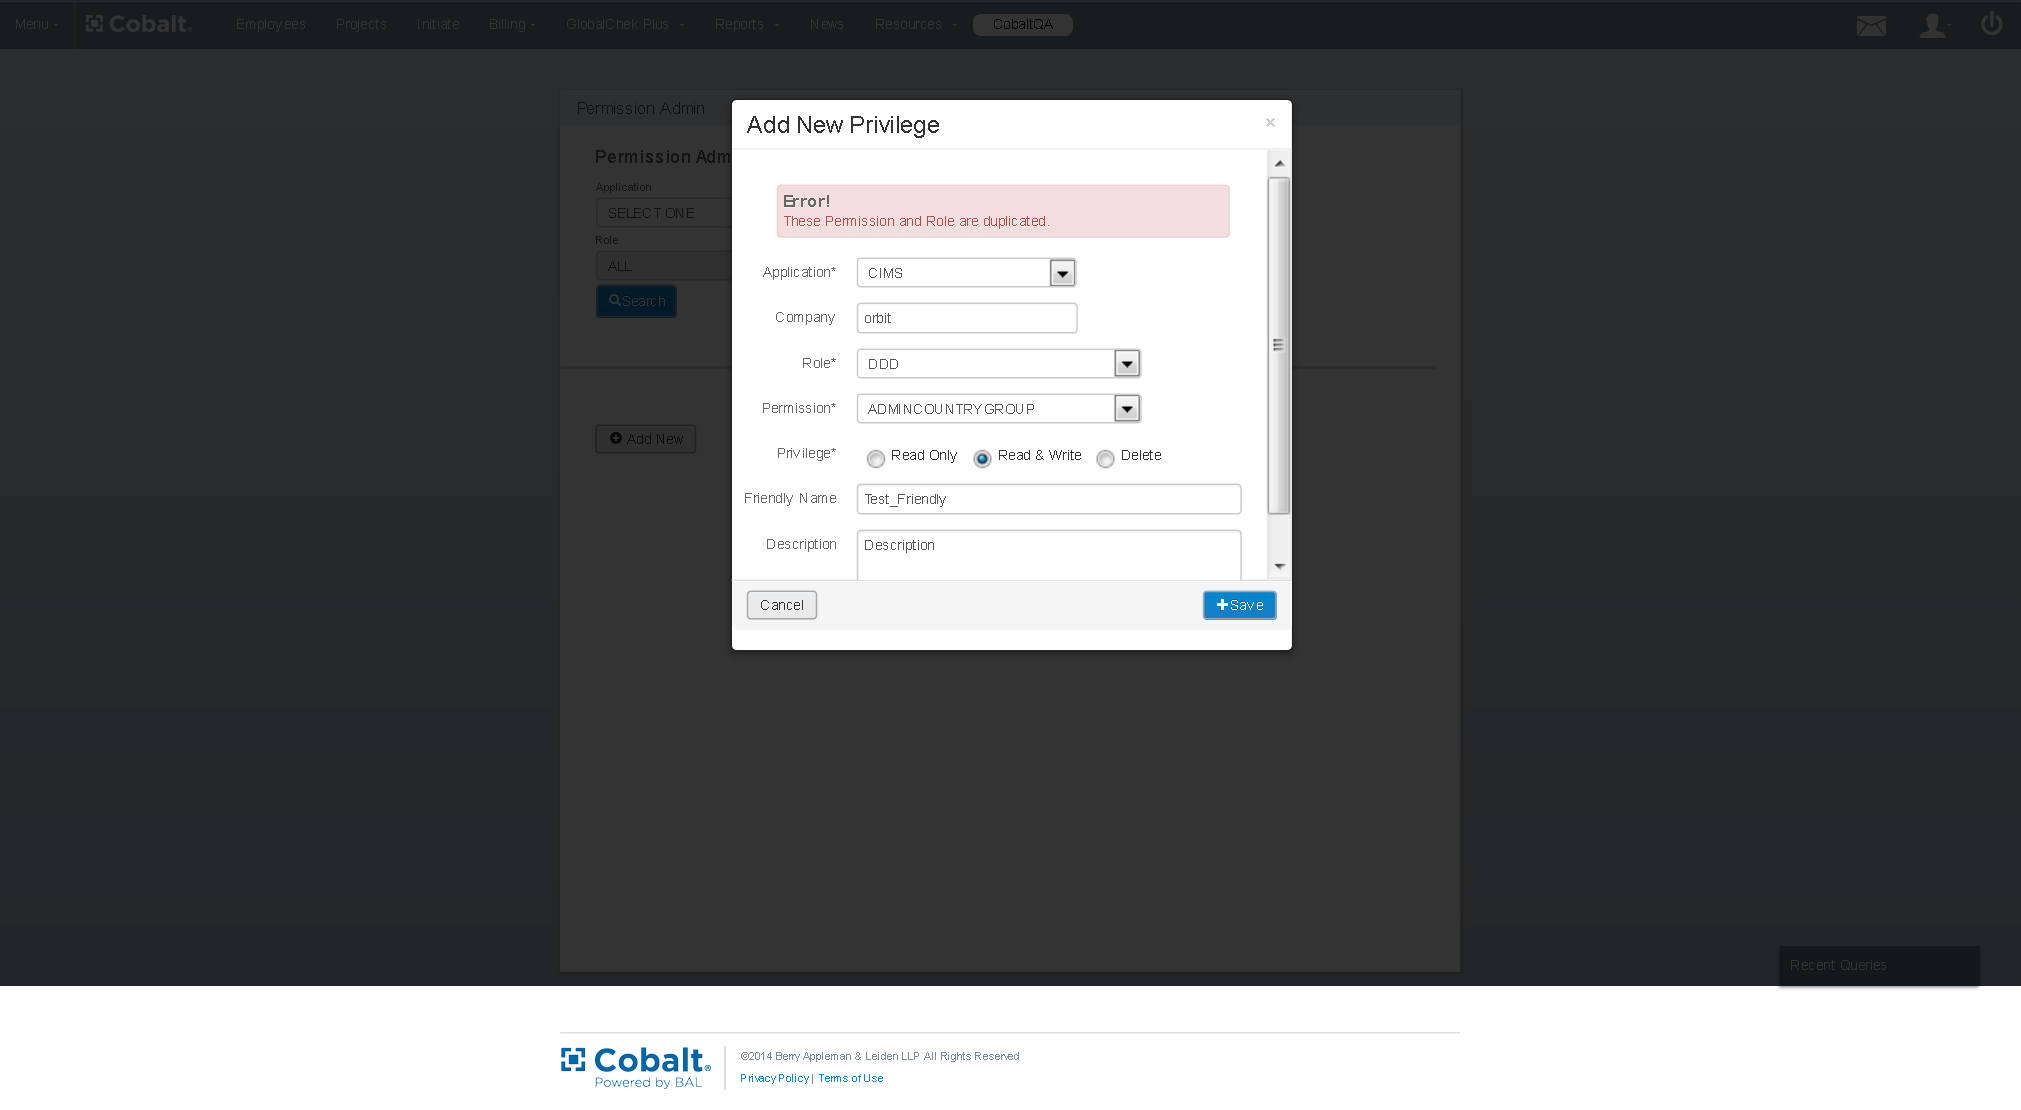 Menu Cobalt. Employees Projects Initiate Billing GlobalChek Plus Reports News Resources CobaltQA
Permission Admin
Permission Adm
Application
SELECT ONE
Role
ALL
Search
Add New
Add New Privilege ×
Error!
These Permission and Role are duplicated.
Application* CIMS
Company orbit
Role* DDD
Permission* ADMINCOUNTRYGROUP
Privilege* Read Only Read & Write Delete
Friendly Name Test_Friendly
Description Description
Cancel Save
Recent Queries
Cobalt®
Powered by BAL
©2014 Berry Appleman & Leiden LLP All Rights Reserved
Privacy Policy | Terms of Use